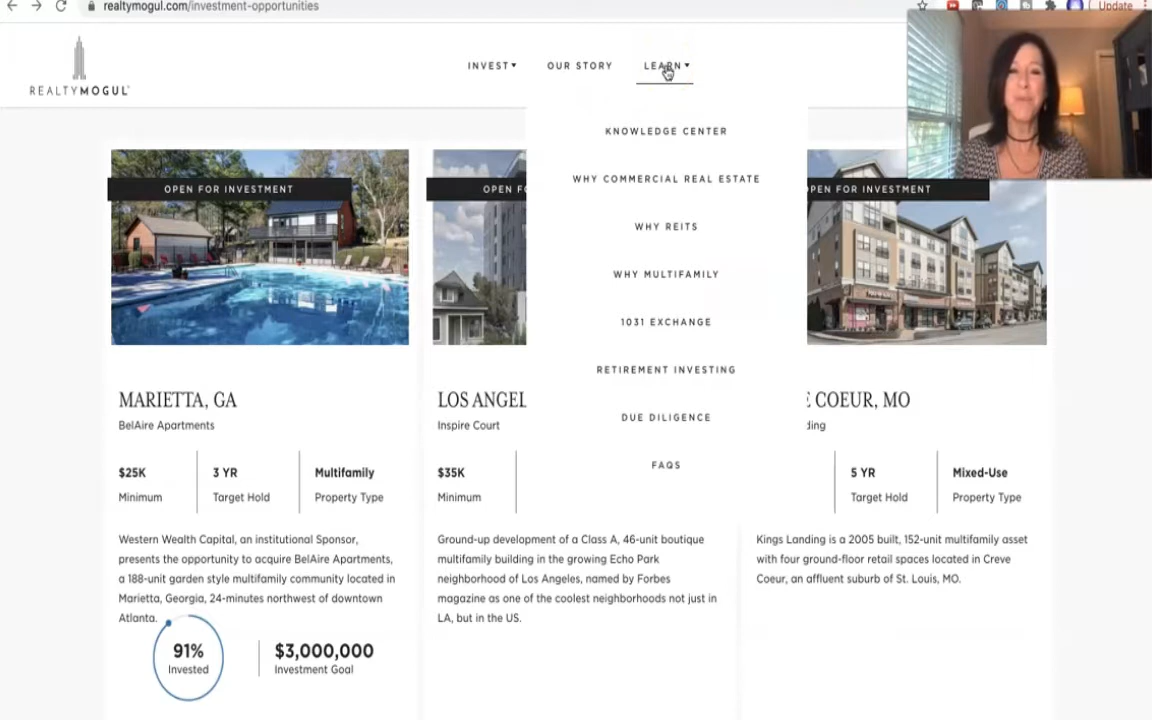 realtymogul.com/investment-opportunities
Update
REALTYMOGUL
INVEST
OUR STORY
LEARN
KNOWLEDGE CENTER
WHY COMMERCIAL REAL ESTATE
WHY REITS
WHY MULTIFAMILY
1031 EXCHANGE
RETIREMENT INVESTING
DUE DILIGENCE
FAQS
OPEN FOR INVESTMENT
MARIETTA, GA
BelAire Apartments
$25K
Minimum
3 YR
Target Hold
Multifamily
Property Type
Western Wealth Capital, an institutional Sponsor,
presents the opportunity to acquire BelAire Apartments,
a 188-unit garden style multifamily community located in
Marietta, Georgia, 24-minutes northwest of downtown
Atlanta.
91%
Invested
$3,000,000
Investment Goal
OPEN FO
LOS ANGEL
Inspire Court
$35K
Minimum
Ground-up development of a Class A, 46-unit boutique
multifamily building in the growing Echo Park
neighborhood of Los Angeles, named by Forbes
magazine as one of the coolest neighborhoods not just in
LA, but in the US.
PEN FOR INVESTMENT
E COEUR, MO
ding
5 YR
Target Hold
Mixed-Use
Property Type
Kings Landing is a 2005 built, 152-unit multifamily asset
with four ground-floor retail spaces located in Creve
Coeur, an affluent suburb of St. Louis, MO.